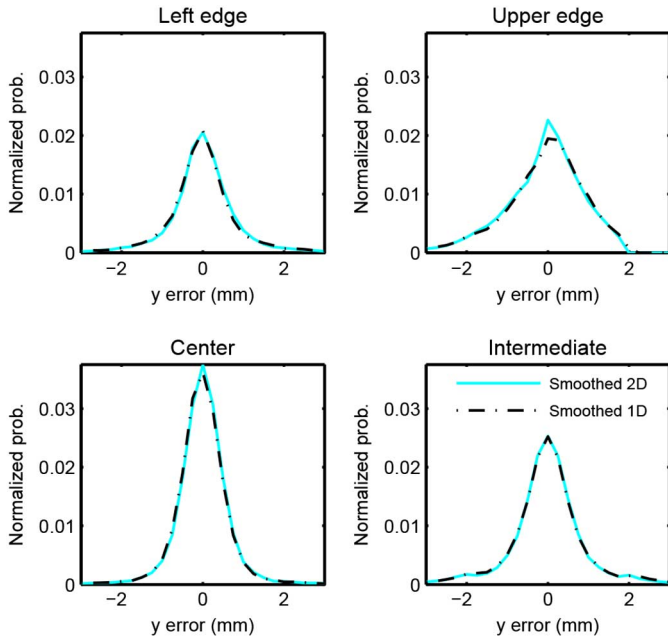 Left edge
Upper edge
Normalized prob.
0.03
0.02
0.01
0
−2
0
2
y error (mm)
Normalized prob.
0.03
0.02
0.01
0
−2
0
2
y error (mm)
Center
Intermediate
Normalized prob.
0.03
0.02
0.01
0
−2
0
2
y error (mm)
Normalized prob.
0.03
0.02
0.01
0
−2
0
2
y error (mm)
Smoothed 2D
Smoothed 1D